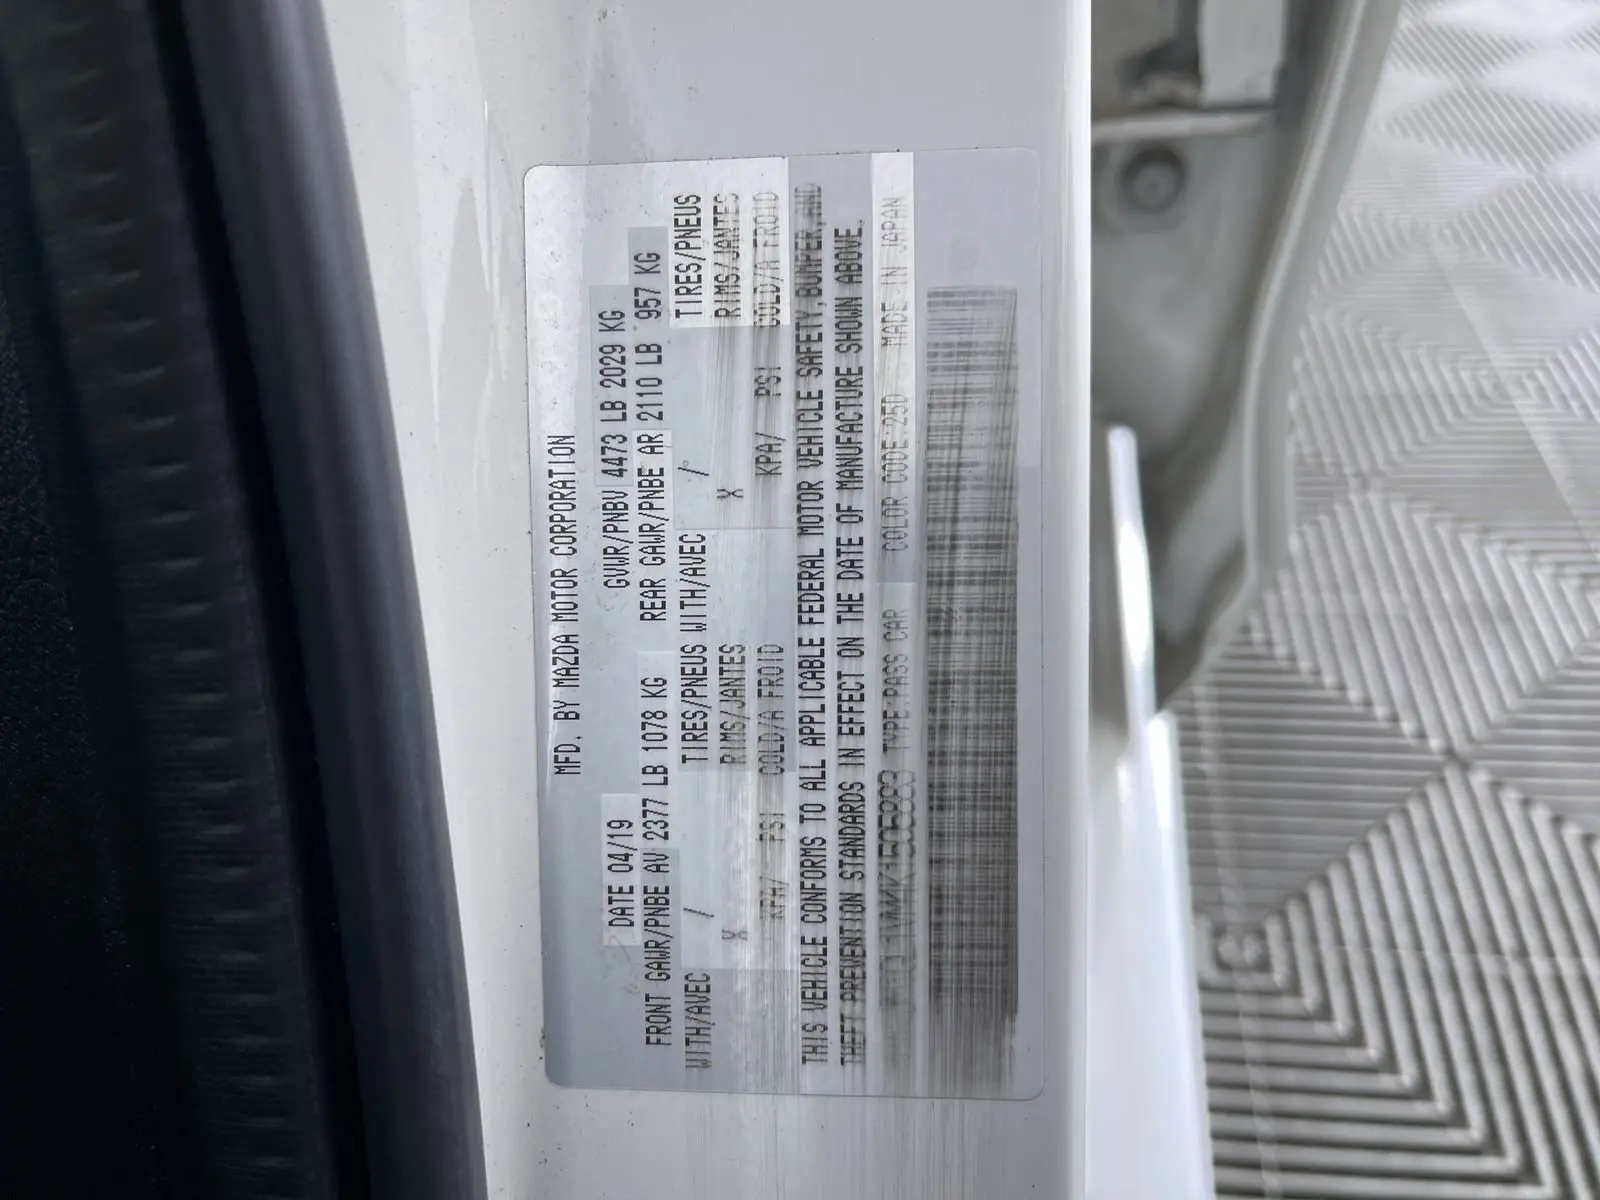 MFD. BY MAZDA MOTOR CORPORATION
DATE 04/19 GVWR/PNBV 4473 LB 2029 KG
FRONT GAWR/PNBE AV 2377 LB 1078 KG REAR GAWR/PNBE AR 2110 LB 957 KG
WITH/AVEC / TIRES/PNEUS WITH/AVEC / TIRES/PNEUS
X RIMS/JANTES X RIMS/JANTES
KPA/ PSI COLD/A FROID KPA/ PSI COLD/A FROID
THIS VEHICLE CONFORMS TO ALL APPLICABLE FEDERAL MOTOR VEHICLE SAFETY,BUMPER,AND
THEFT PREVENTION STANDARDS IN EFFECT ON THE DATE OF MANUFACTURE SHOWN ABOVE.
TYPE:PASS CAR COLOR CODE:25D MADE IN JAPAN